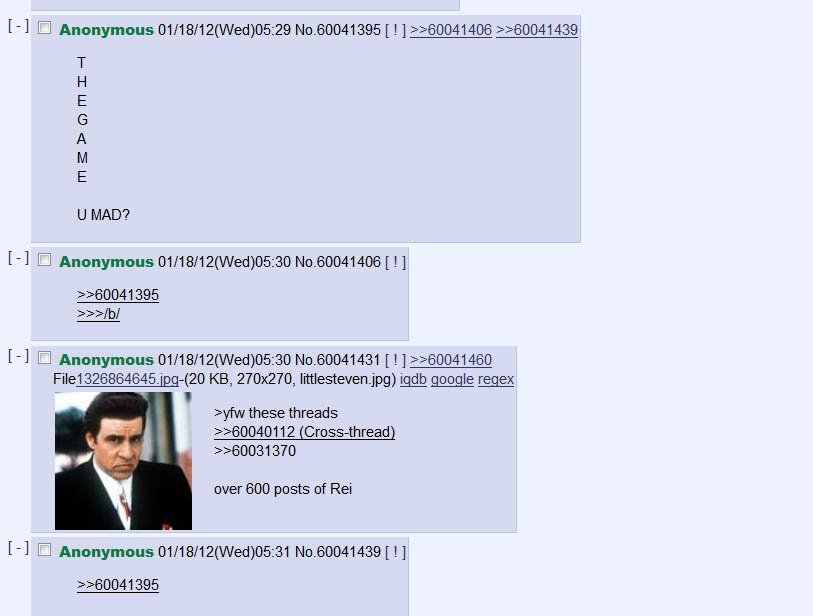 [ - ] Anonymous 01/18/12(Wed)05:29 No.60041395 [ ! ] >>60041406 >>60041439
T
H
E
G
A
M
E
U MAD?
[ - ] Anonymous 01/18/12(Wed)05:30 No.60041406 [ ! ]
>>60041395
>>>/b/
[ - ] Anonymous 01/18/12(Wed)05:30 No.60041431 [ ! ] >>60041460
File1326864645.jpg-(20 KB, 270x270, littlesteven.jpg) iqdb google regex
>yfw these threads
>>60040112 (Cross-thread)
>>60031370
over 600 posts of Rei
[ - ] Anonymous 01/18/12(Wed)05:31 No.60041439 [ ! ]
>>60041395